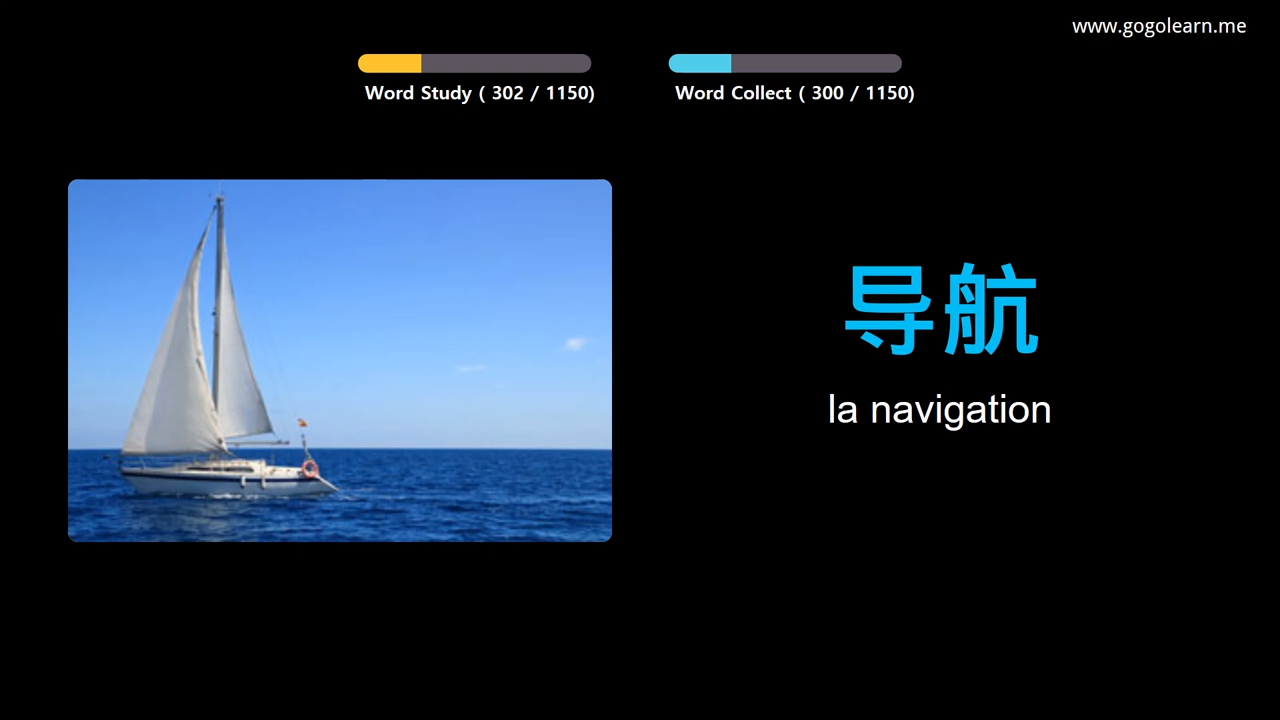 www.gogolearn.me
Word Study ( 302 / 1150)
Word Collect ( 300 / 1150)
导航
la navigation